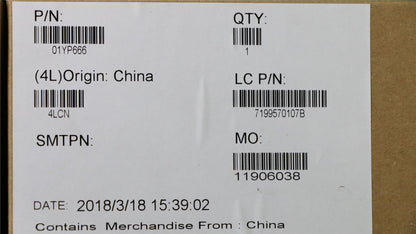 P/N: QTY:
01YP666 1
(4L)Origin: China LC P/N:
4LCN 7199570107B
SMTPN: MO:
11906038
DATE: 2018/3/18 15:39:02
Contains Merchandise From : China